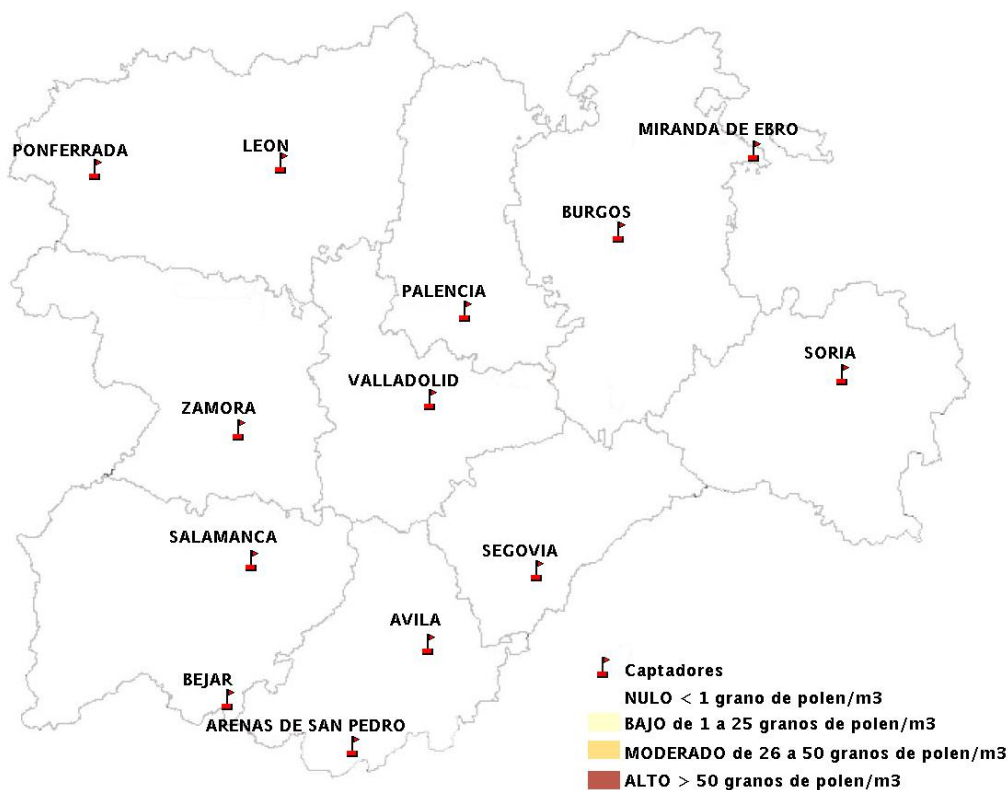 MIRANDA DE EBRO
PONFERRADA
LEON
BURGOS
PALENCIA
SORIA
VALLADOLID
ZAMORA
SALAMANCA
SEGOVIA
AVILA
BEJAR
ARENAS DE SAN PEDRO
Captadores
NULO < 1 grano de polen/m3
BAJO de 1 a 25 granos de polen/m3
MODERADO de 26 a 50 granos de polen/m3
ALTO > 50 granos de polen/m3